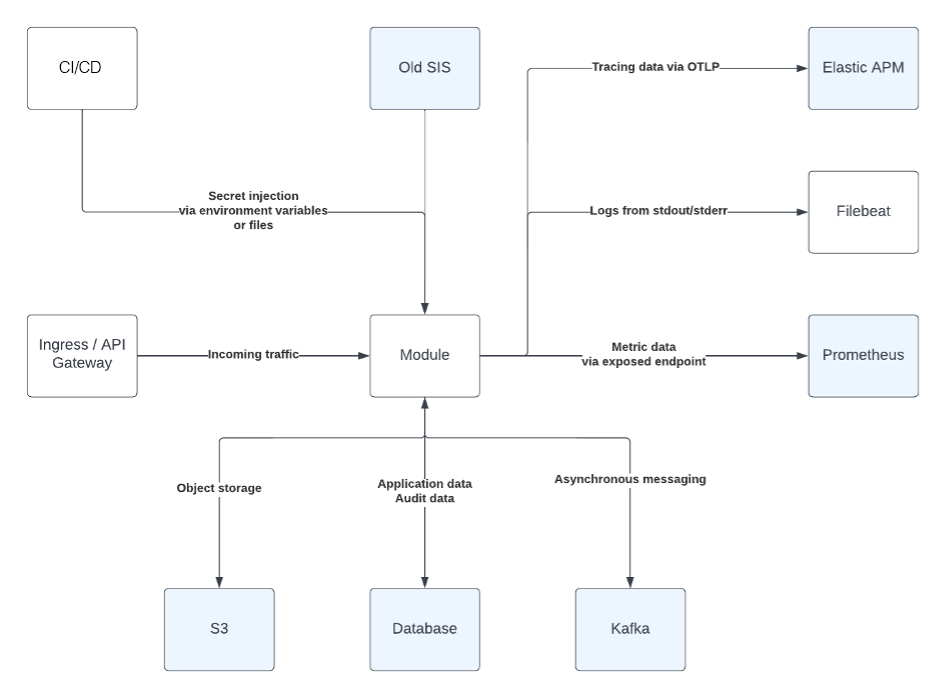 CI/CD
Old SIS
Tracing data via OTLP
Elastic APM
Secret injection
via environment variables
or files
Logs from stdout/stderr
Filebeat
Ingress / API
Gateway
Incoming traffic
Module
Metric data
via exposed endpoint
Prometheus
Object storage
Application data
Audit data
Asynchronous messaging
S3
Database
Kafka